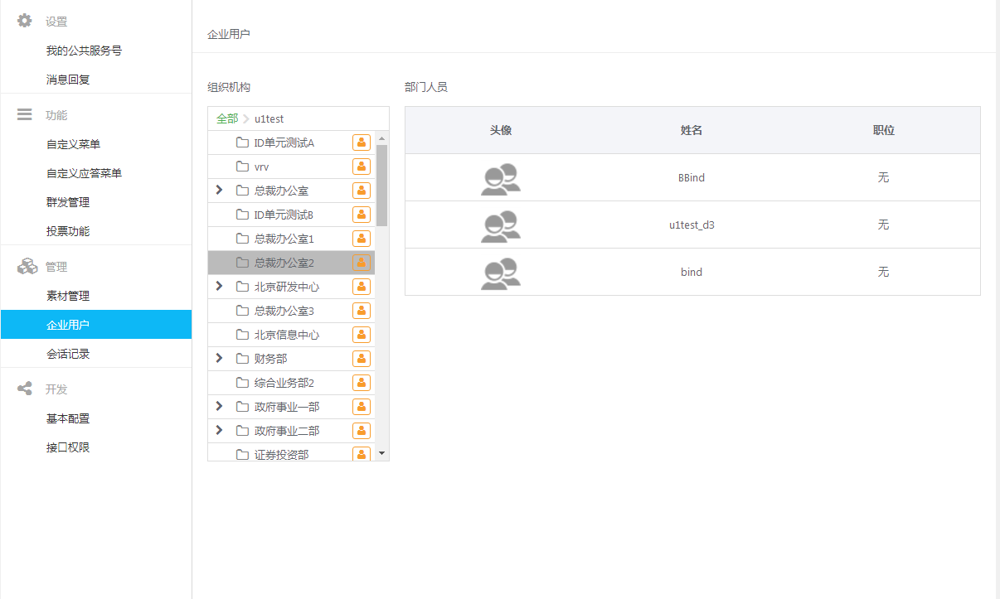 设置
我的公共服务号
消息回复
功能
自定义菜单
自定义应答菜单
群发管理
投票功能
管理
素材管理
企业用户
会话记录
开发
基本配置
接口权限
企业用户
组织机构
全部 u1test
ID单元测试A
vrv
总裁办公室
ID单元测试B
总裁办公室1
总裁办公室2
北京研发中心
总裁办公室3
北京信息中心
财务部
综合业务部2
政府事业一部
政府事业二部
证券投资部
部门人员
头像 姓名 职位
BBind 无
u1test_d3 无
bind 无